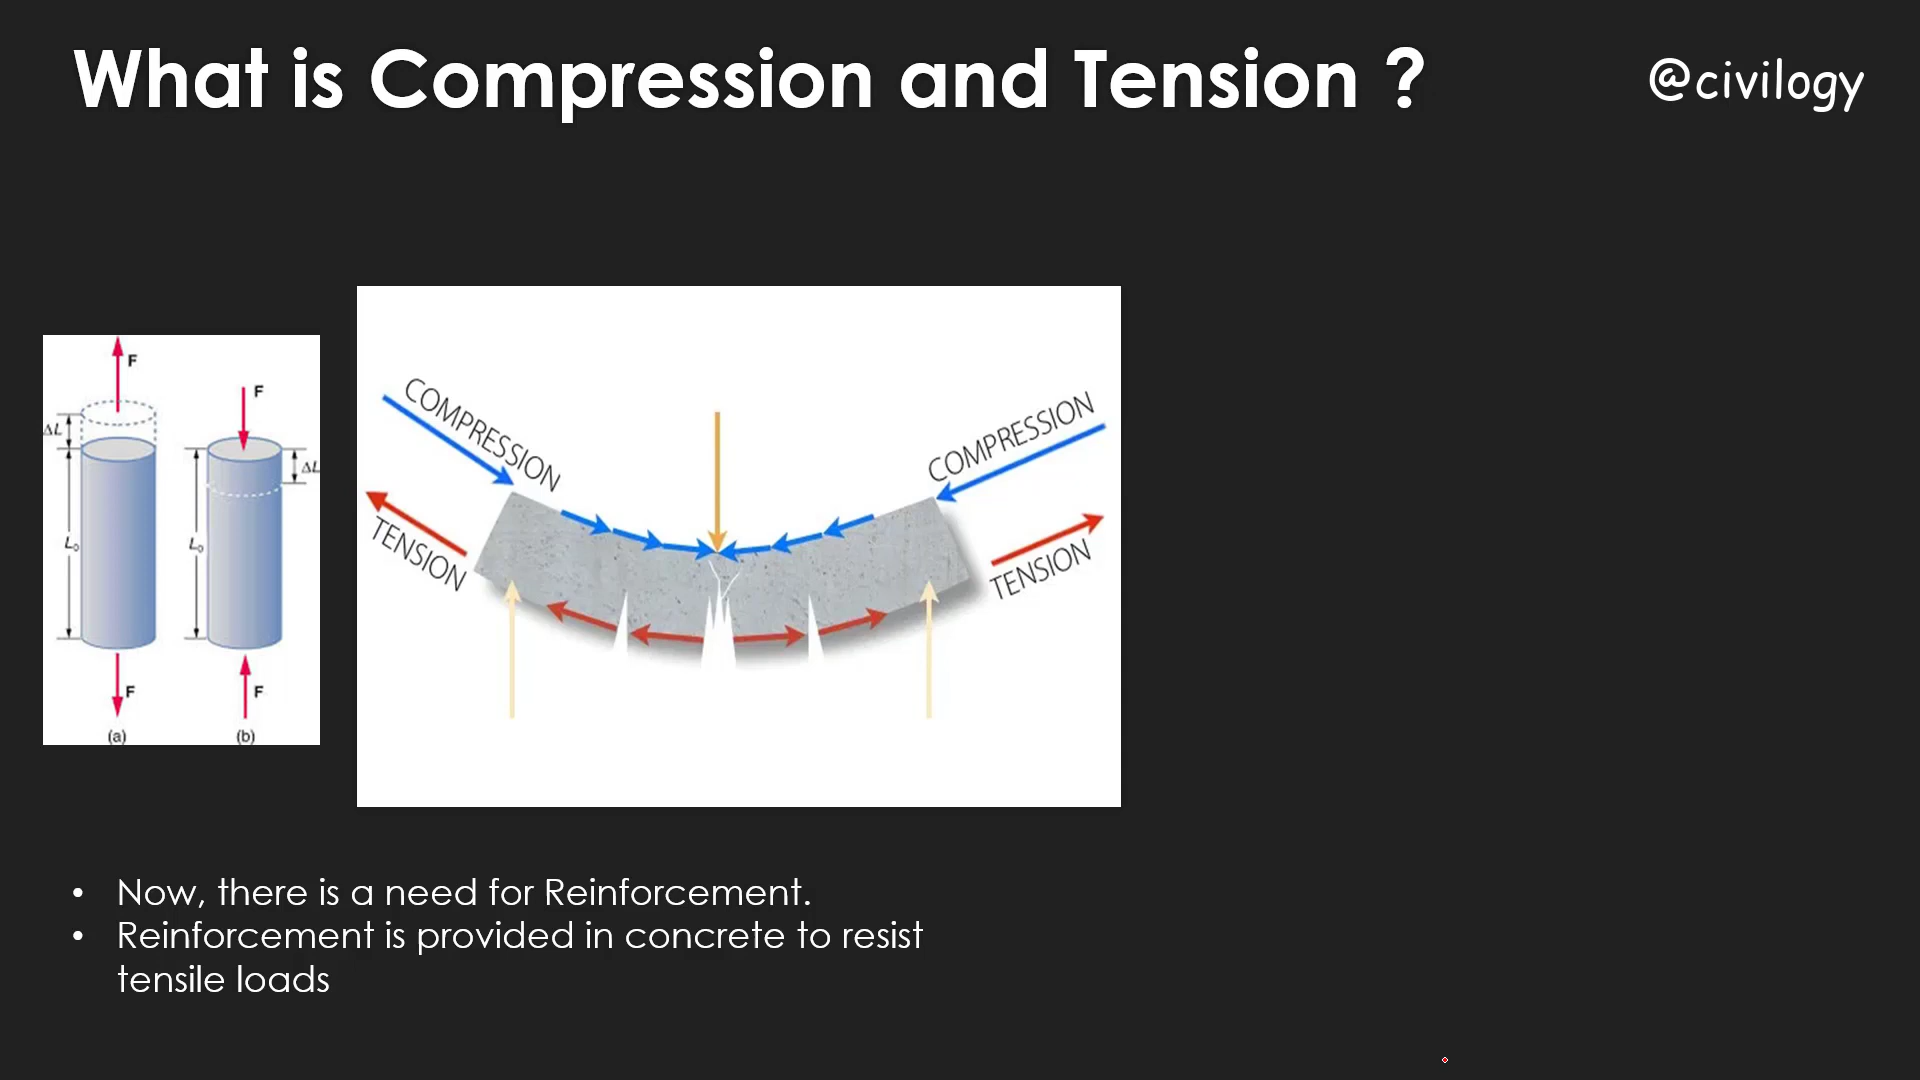 What is Compression and Tension ?
@civilogy
F
F
ΔL
ΔL
L₀
L₀
F
F
(a)
(b)
COMPRESSION
COMPRESSION
TENSION
TENSION
• Now, there is a need for Reinforcement.
• Reinforcement is provided in concrete to resist
tensile loads